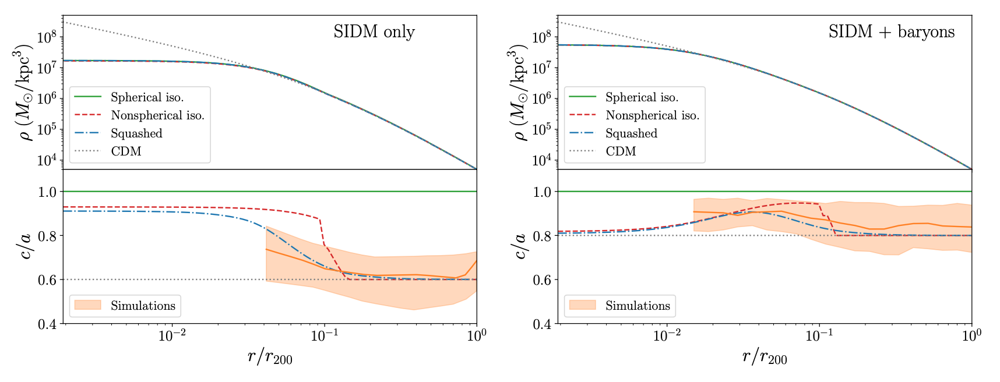 SIDM only
ρ (M⊙/kpc³)
10⁸
10⁷
10⁶
10⁵
10⁴
Spherical iso.
Nonspherical iso.
Squashed
CDM
c/a
1.0
0.8
0.6
0.4
Simulations
10⁻² 10⁻¹ 10⁰
r/r₂₀₀
SIDM + baryons
ρ (M⊙/kpc³)
10⁸
10⁷
10⁶
10⁵
10⁴
Spherical iso.
Nonspherical iso.
Squashed
CDM
c/a
1.0
0.8
0.6
0.4
Simulations
10⁻² 10⁻¹ 10⁰
r/r₂₀₀